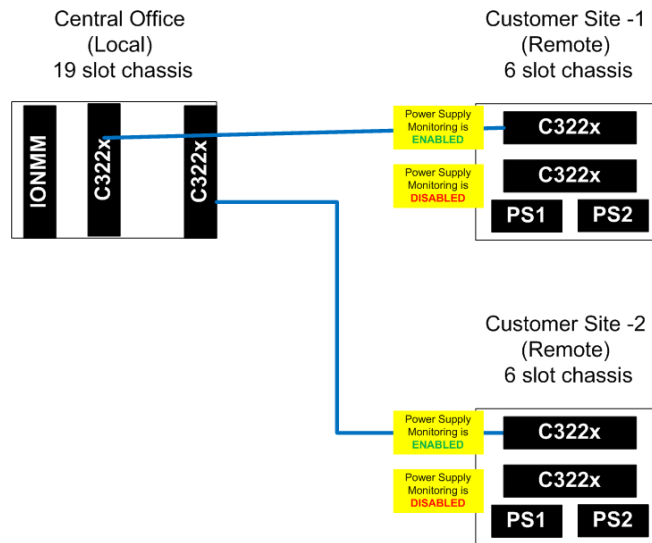 Central Office
(Local)
19 slot chassis
IONMM
C322x
C322x
Customer Site -1
(Remote)
6 slot chassis
Power Supply
Monitoring is
ENABLED
C322x
Power Supply
Monitoring is
DISABLED
C322x
PS1 PS2
Customer Site -2
(Remote)
6 slot chassis
Power Supply
Monitoring is
ENABLED
C322x
Power Supply
Monitoring is
DISABLED
C322x
PS1 PS2